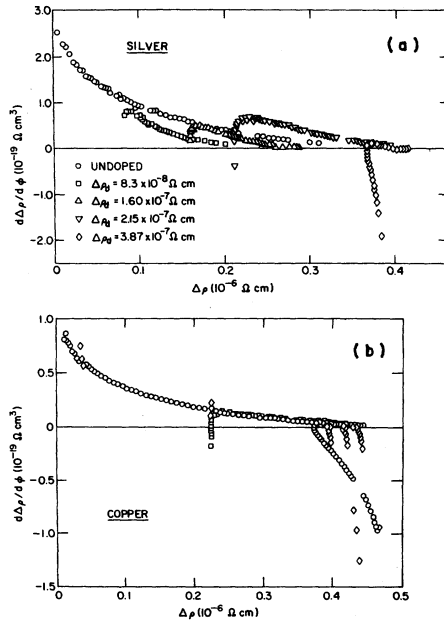 3.0
2.0
1.0
0
-1.0
-2.0
SILVER
(a)
○ UNDOPED
□ Δρd = 8.3 x 10⁻⁸ Ω cm
△ Δρd = 1.60 x 10⁻⁷ Ω cm
▽ Δρd = 2.15 x 10⁻⁷ Ω cm
◇ Δρd = 3.87 x 10⁻⁷ Ω cm
dΔρ/dϕ (10⁻¹⁹ Ω cm³)
0 0.1 0.2 0.3 0.4
Δρ (10⁻⁶ Ω cm)
1.0
0.5
0
-0.5
-1.0
-1.5
(b)
COPPER
dΔρ/dϕ (10⁻¹⁹ Ω cm³)
0 0.1 0.2 0.3 0.4 0.5
Δρ (10⁻⁶ Ω cm)